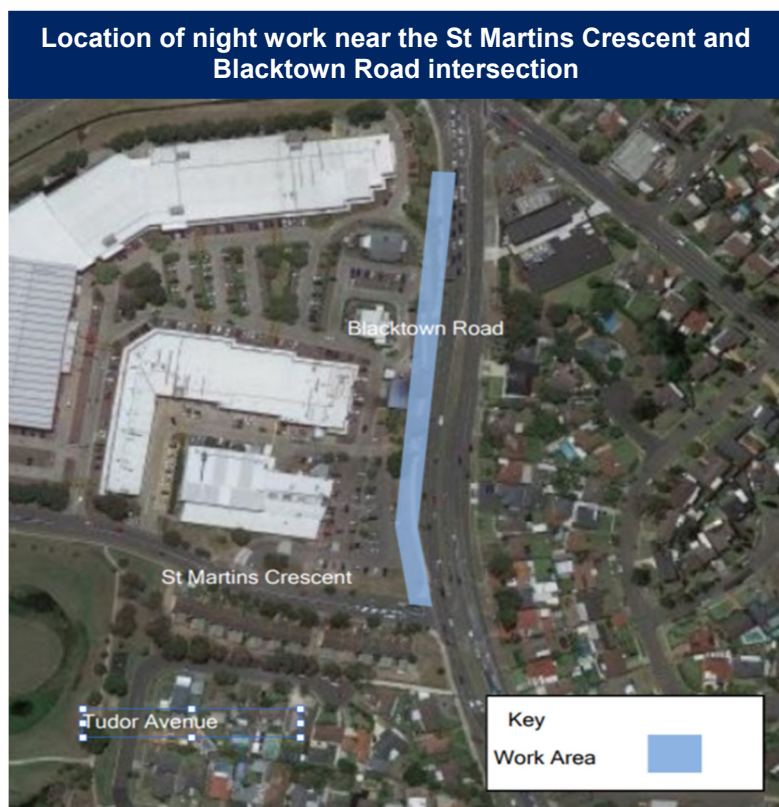 Location of night work near the St Martins Crescent and
Blacktown Road intersection
Blacktown Road
St Martins Crescent
Tudor Avenue
Key
Work Area